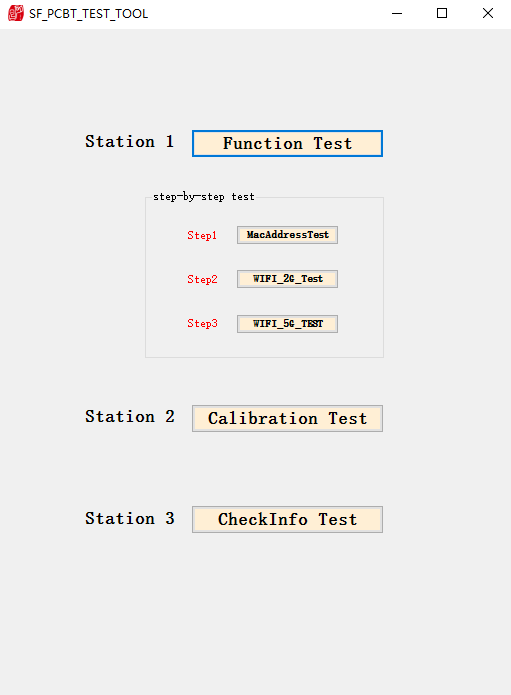 SF_PCBT_TEST_TOOL
Station 1 Function Test
step-by-step test
Step1 MacAddressTest
Step2 WIFI_2G_Test
Step3 WIFI_5G_TEST
Station 2 Calibration Test
Station 3 CheckInfo Test